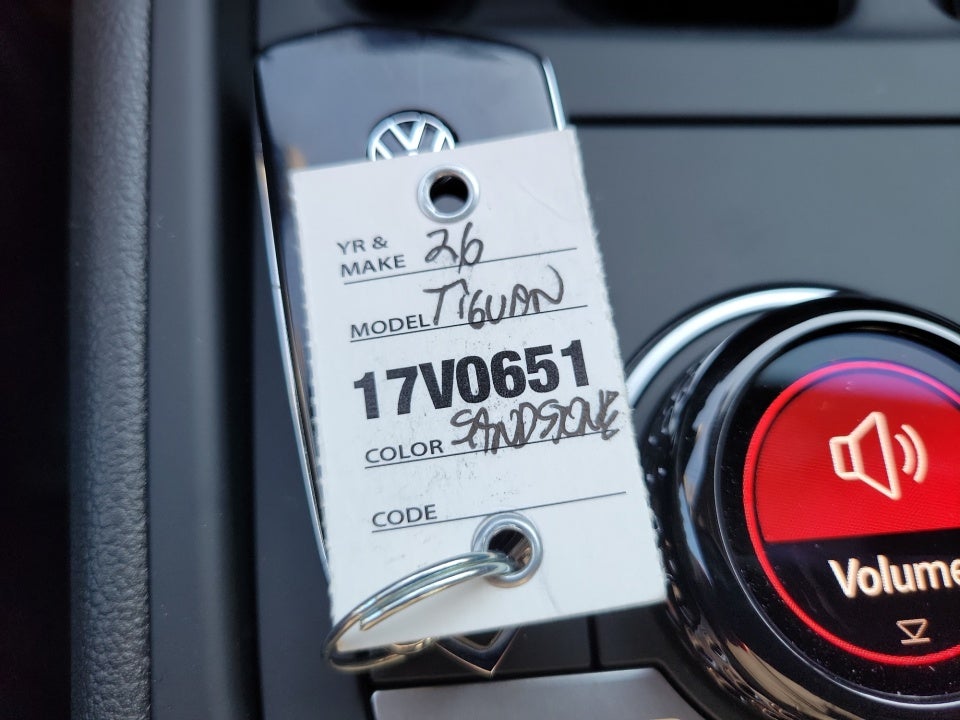 YR & MAKE 26
MODEL TIGUAN
17V0651
COLOR SANDSTONE
CODE
Volume